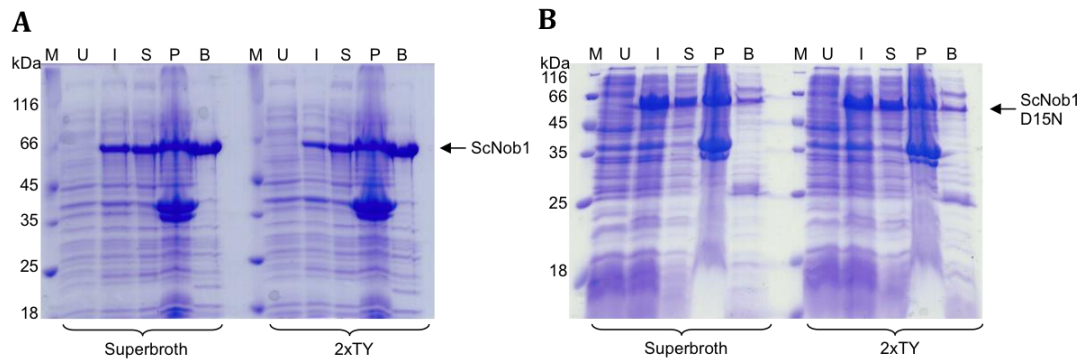 A
M U I S P B M U I S P B
kDa
116
66
45
35
25
18
ScNob1
Superbroth 2xTY
B
M U I S P B M U I S P B
kDa
116
66
45
35
25
18
ScNob1
D15N
Superbroth 2xTY